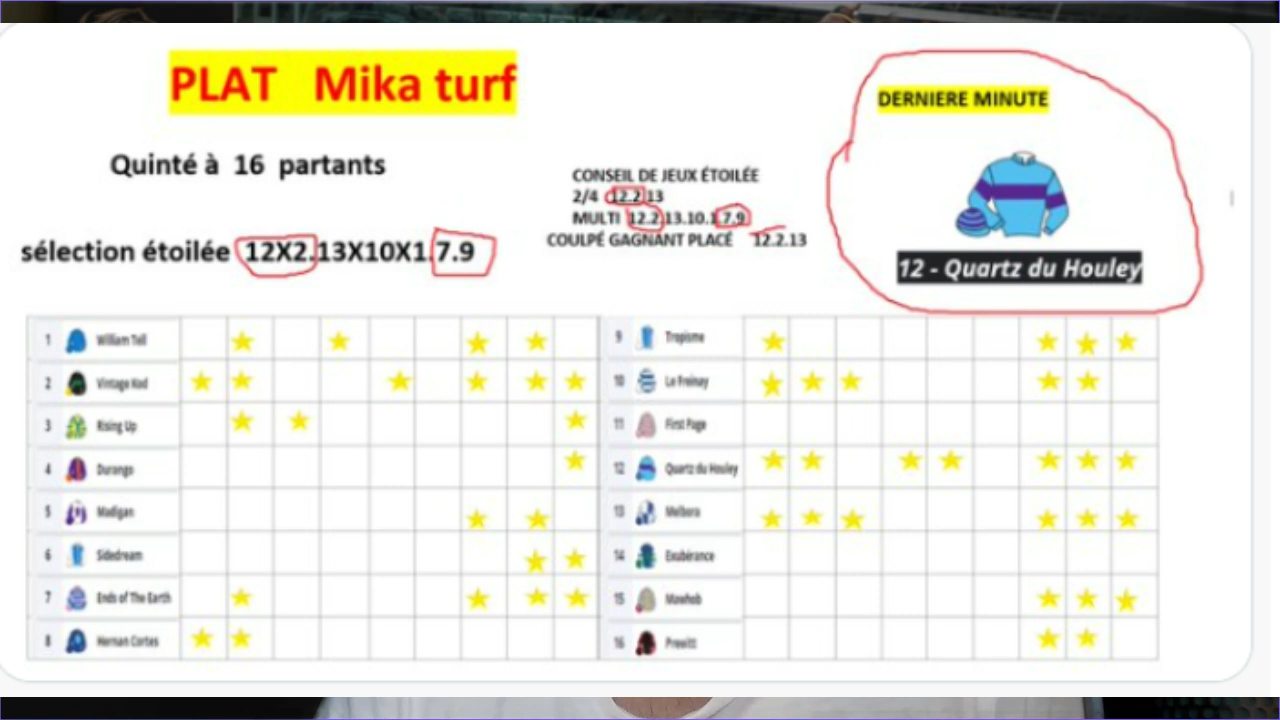 PLAT Mika turf
DERNIERE MINUTE
Quinté à 16 partants
CONSEIL DE JEUX ÉTOILÉE
2/4 12.2.13
MULTI 12.2.13.10.1.7.9
COULPÉ GAGNANT PLACÉ 12.2.13
sélection étoilée 12X2.13X10X1.7.9
12 - Quartz du Houley
1 William Tell
2 Vintage Kod
3 Rising Up
4 Durango
5 Madigan
6 Sidedream
7 Ends of The Earth
8 Hernan Cortes
9 Tropisme
10 Le Freinay
11 First Page
12 Quartz du Houley
13 Melbora
14 Exubérance
15 Mowhob
16 Prewitt